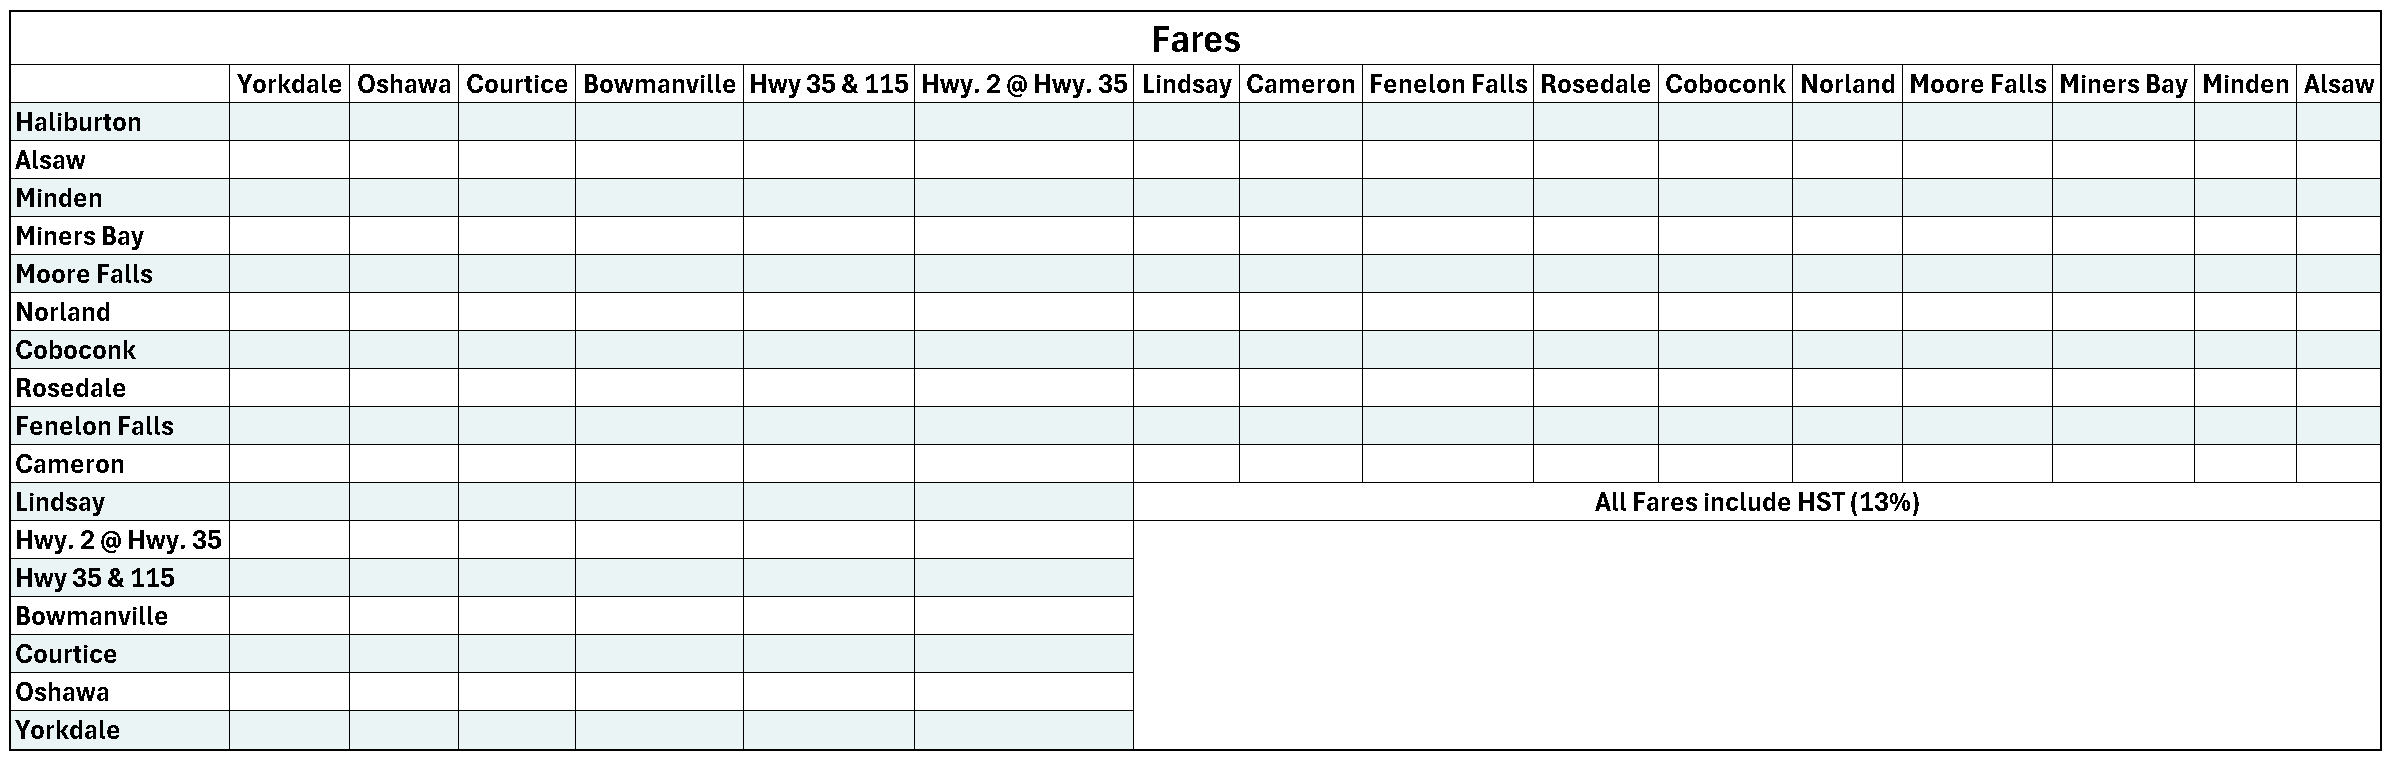 Fares
Yorkdale Oshawa Courtice Bowmanville Hwy 35 & 115 Hwy. 2 @ Hwy. 35 Lindsay Cameron Fenelon Falls Rosedale Coboconk Norland Moore Falls Miners Bay Minden Alsaw
Haliburton
Alsaw
Minden
Miners Bay
Moore Falls
Norland
Coboconk
Rosedale
Fenelon Falls
Cameron
Lindsay All Fares include HST (13%)
Hwy. 2 @ Hwy. 35
Hwy 35 & 115
Bowmanville
Courtice
Oshawa
Yorkdale